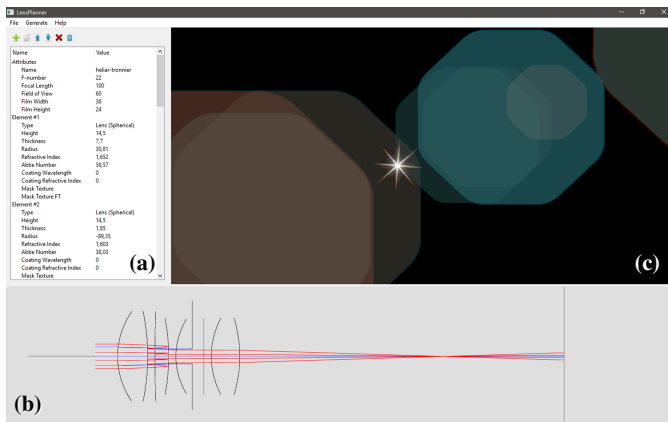 LensPlanner
File Generate Help
Name Value
Attributes
Name heliar-tronnier
F-number 22
Focal Length 100
Field of View 60
Film Width 36
Film Height 24
Element #1
Type Lens (Spherical)
Height 14,5
Thickness 7,7
Radius 30,81
Refractive Index 1,652
Abbe Number 58,57
Coating Wavelength 0
Coating Refractive Index 0
Mask Texture
Mask Texture FT
Element #2
Type Lens (Spherical)
Height 14,5
Thickness 1,85
Radius -89,35
Refractive Index 1,603
Abbe Number 38,03
Coating Wavelength 0
Coating Refractive Index 0
Mask Texture
(a)
(c)
(b)